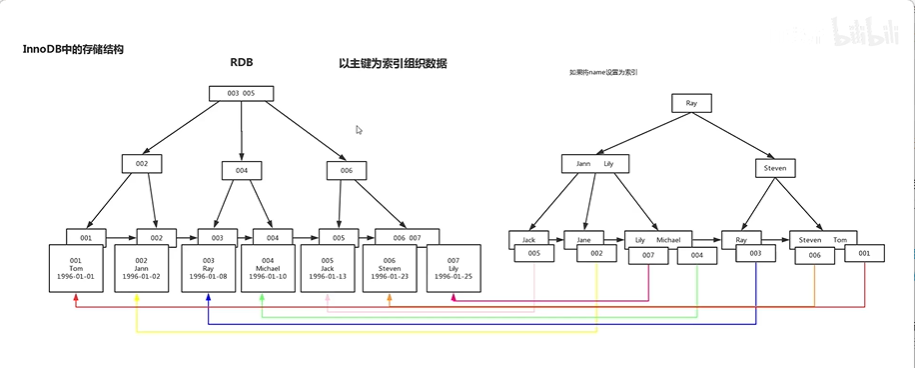 bilibili
InnoDB中的存储结构
RDB
以主键为索引组织数据
如果将name设置为索引
003 005
Ray
002
004
006
Jann Lily
Steven
001
002
003
004
005
006 007
Jack
Jane
Lily Michael
Ray
Steven Tom
001
Tom
1996-01-01
002
Jann
1996-01-02
003
Ray
1996-01-08
004
Michael
1996-01-10
005
Jack
1996-01-13
006
Steven
1996-01-23
007
Lily
1996-01-25
005
002
007
004
003
006
001